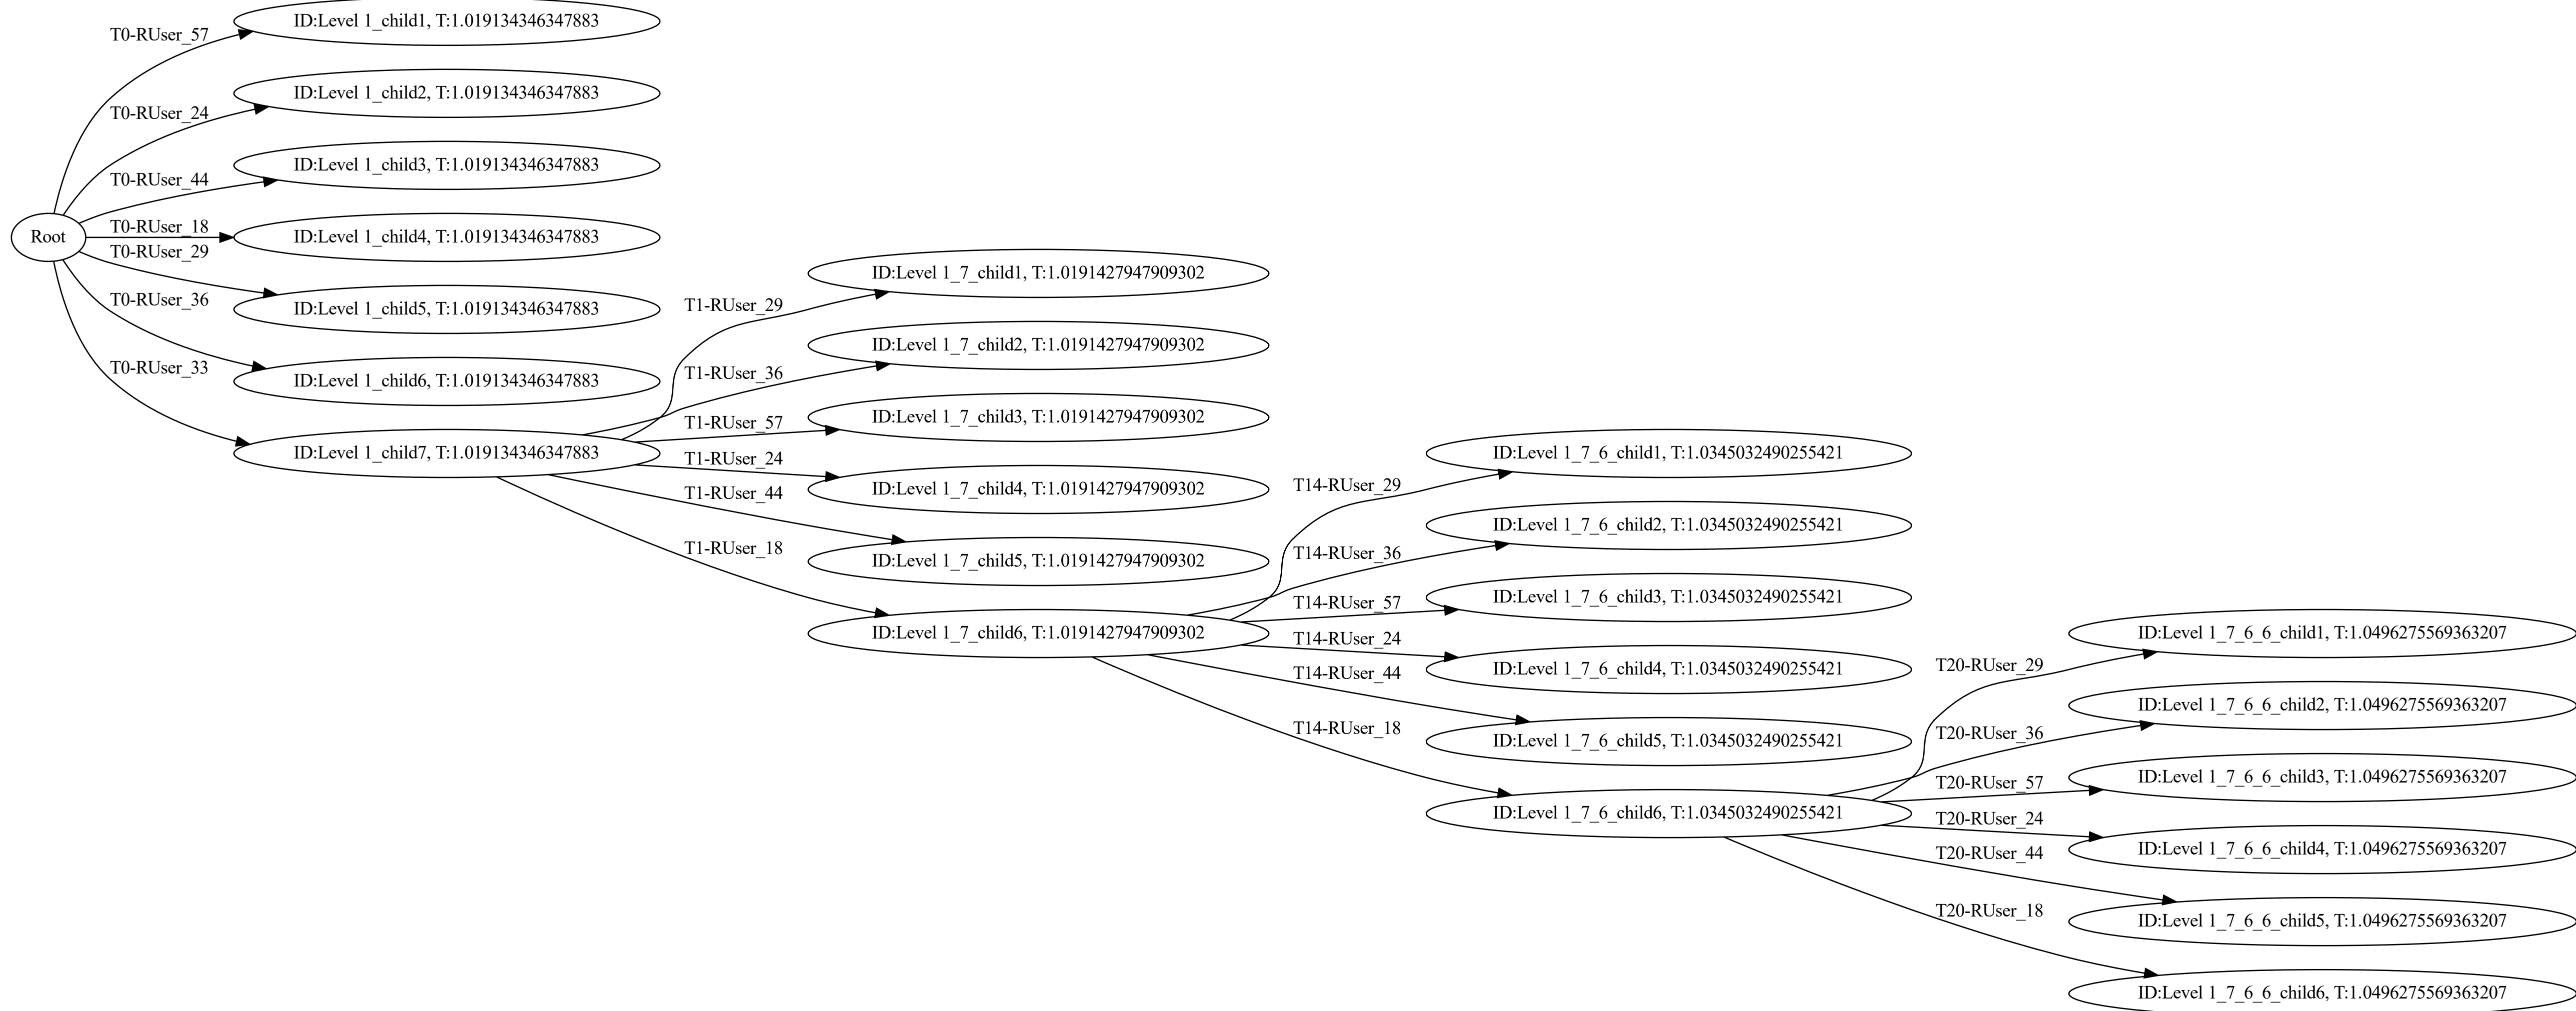 Root
T0-RUser_57
T0-RUser_24
T0-RUser_44
T0-RUser_18
T0-RUser_29
T0-RUser_36
T0-RUser_33
ID:Level 1_child1, T:1.019134346347883
ID:Level 1_child2, T:1.019134346347883
ID:Level 1_child3, T:1.019134346347883
ID:Level 1_child4, T:1.019134346347883
ID:Level 1_child5, T:1.019134346347883
ID:Level 1_child6, T:1.019134346347883
ID:Level 1_child7, T:1.019134346347883
T1-RUser_29
T1-RUser_36
T1-RUser_57
T1-RUser_24
T1-RUser_44
T1-RUser_18
ID:Level 1_7_child1, T:1.0191427947909302
ID:Level 1_7_child2, T:1.0191427947909302
ID:Level 1_7_child3, T:1.0191427947909302
ID:Level 1_7_child4, T:1.0191427947909302
ID:Level 1_7_child5, T:1.0191427947909302
ID:Level 1_7_child6, T:1.0191427947909302
T14-RUser_29
T14-RUser_36
T14-RUser_57
T14-RUser_24
T14-RUser_44
T14-RUser_18
ID:Level 1_7_6_child1, T:1.0345032490255421
ID:Level 1_7_6_child2, T:1.0345032490255421
ID:Level 1_7_6_child3, T:1.0345032490255421
ID:Level 1_7_6_child4, T:1.0345032490255421
ID:Level 1_7_6_child5, T:1.0345032490255421
ID:Level 1_7_6_child6, T:1.0345032490255421
T20-RUser_29
T20-RUser_36
T20-RUser_57
T20-RUser_24
T20-RUser_44
T20-RUser_18
ID:Level 1_7_6_6_child1, T:1.0496275569363207
ID:Level 1_7_6_6_child2, T:1.0496275569363207
ID:Level 1_7_6_6_child3, T:1.0496275569363207
ID:Level 1_7_6_6_child4, T:1.0496275569363207
ID:Level 1_7_6_6_child5, T:1.0496275569363207
ID:Level 1_7_6_6_child6, T:1.0496275569363207